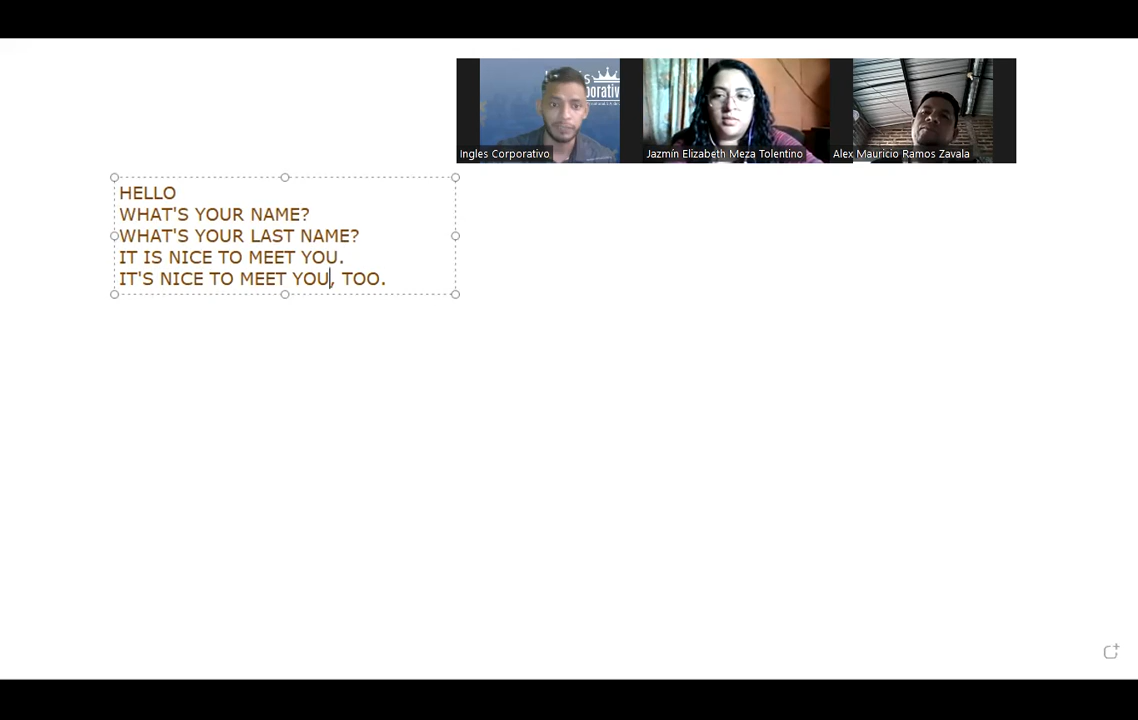 Ingles Corporativo
Jazmín Elizabeth Meza Tolentino
Alex Mauricio Ramos Zavala
HELLO
WHAT'S YOUR NAME?
WHAT'S YOUR LAST NAME?
IT IS NICE TO MEET YOU.
IT'S NICE TO MEET YOU, TOO.